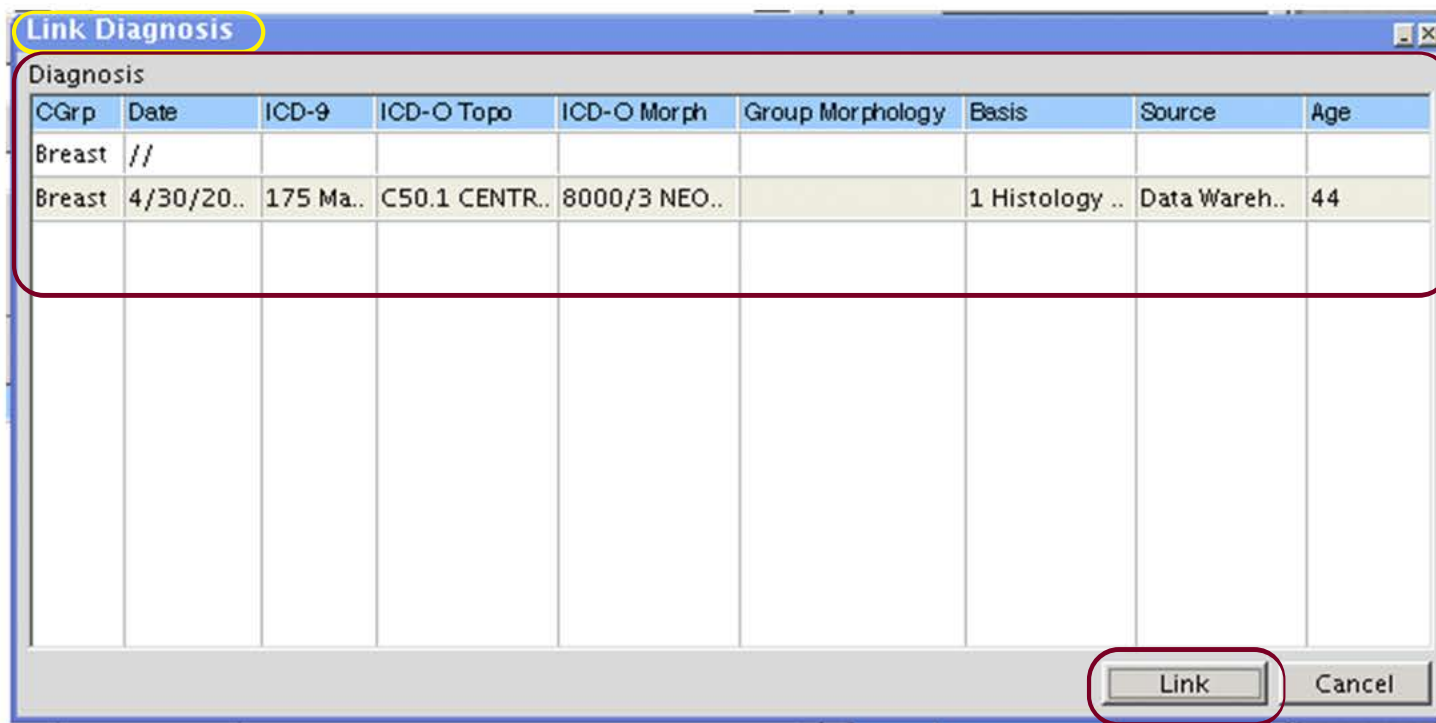 Link Diagnosis
Diagnosis
CGrp Date ICD-9 ICD-O Topo ICD-O Morph Group Morphology Basis Source Age
Breast //
Breast 4/30/20.. 175 Ma.. C50.1 CENTR.. 8000/3 NEO.. 1 Histology .. Data Wareh.. 44
Link Cancel